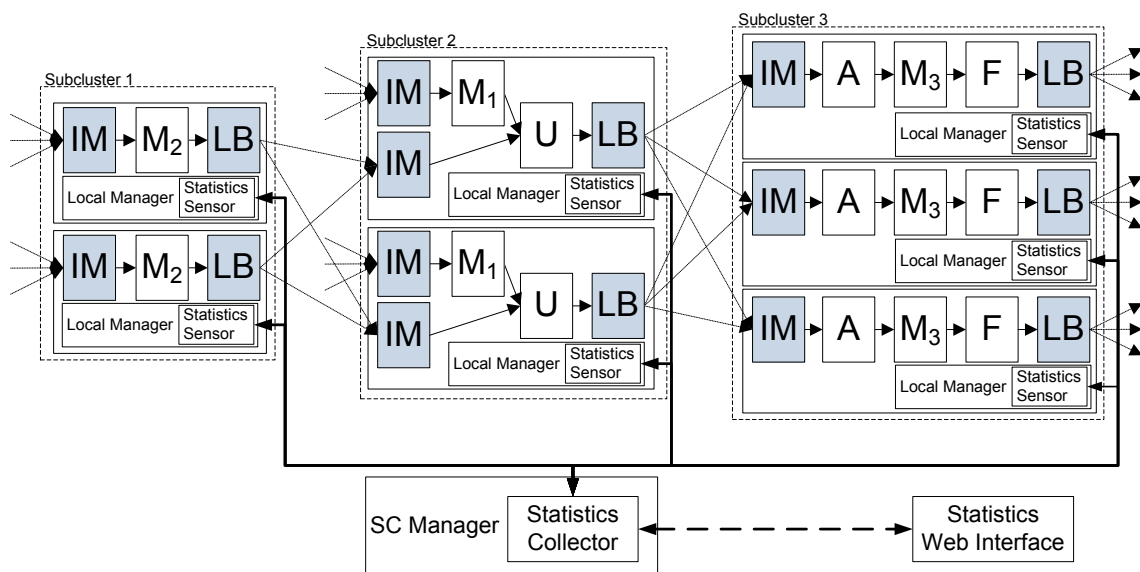 Subcluster 1
IM
M2
LB
Local Manager
Statistics
Sensor
IM
M2
LB
Local Manager
Statistics
Sensor
Subcluster 2
IM
M1
IM
U
LB
Local Manager
Statistics
Sensor
IM
M1
IM
U
LB
Local Manager
Statistics
Sensor
Subcluster 3
IM
A
M3
F
LB
Local Manager
Statistics
Sensor
IM
A
M3
F
LB
Local Manager
Statistics
Sensor
IM
A
M3
F
LB
Local Manager
Statistics
Sensor
SC Manager
Statistics
Collector
Statistics
Web Interface